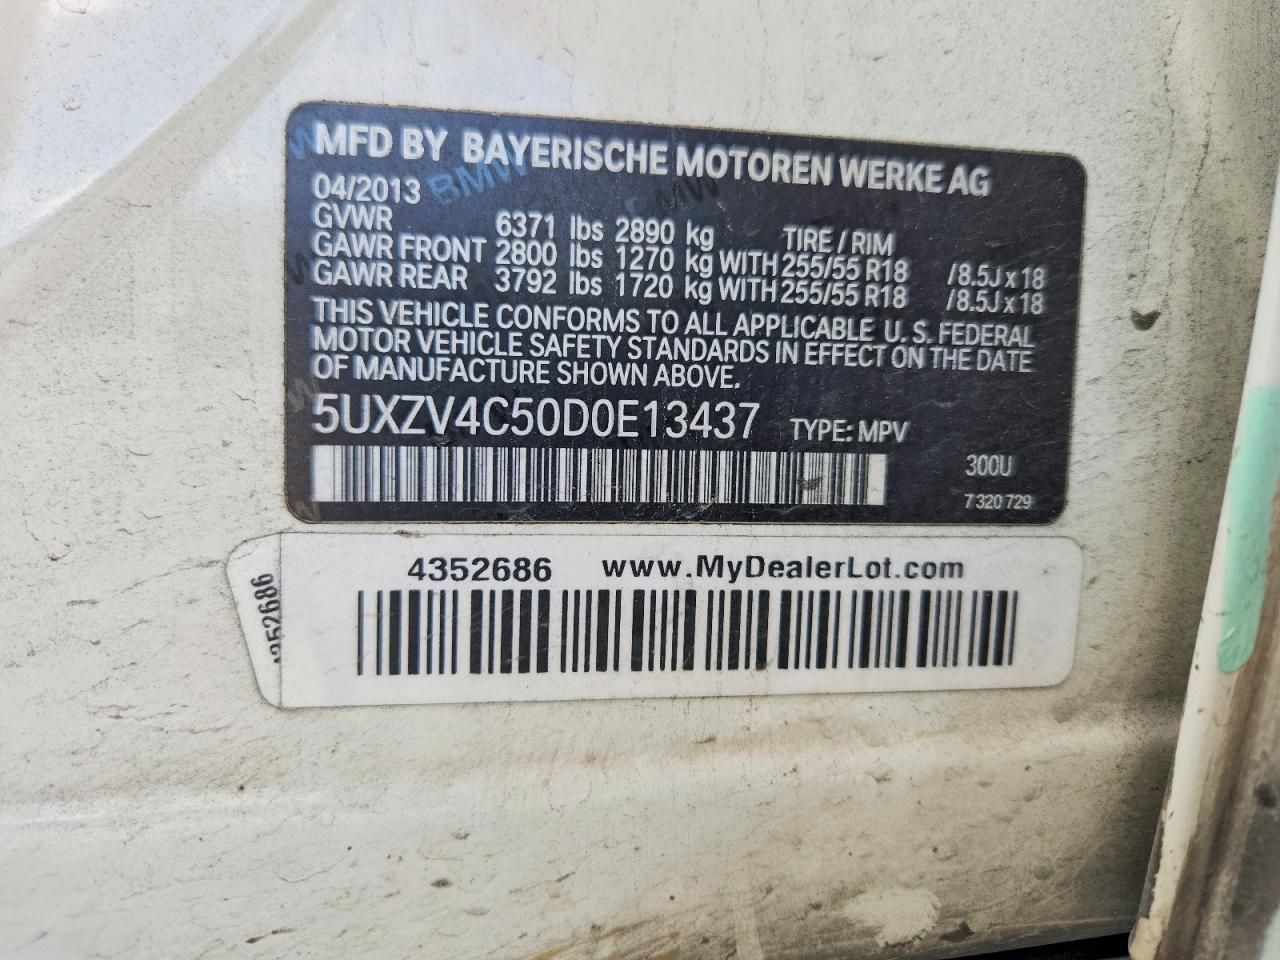 MFD BY BAYERISCHE MOTOREN WERKE AG
04/2013 BMW
GVWR 6371 lbs 2890 kg TIRE / RIM
GAWR FRONT 2800 lbs 1270 kg WITH 255/55 R18 /8.5J x 18
GAWR REAR 3792 lbs 1720 kg WITH 255/55 R18 /8.5J x 18
THIS VEHICLE CONFORMS TO ALL APPLICABLE U.S. FEDERAL
MOTOR VEHICLE SAFETY STANDARDS IN EFFECT ON THE DATE
OF MANUFACTURE SHOWN ABOVE.
5UXZV4C50D0E13437 TYPE: MPV
300U
7 320 729
4352686 www.MyDealerLot.com
4352686